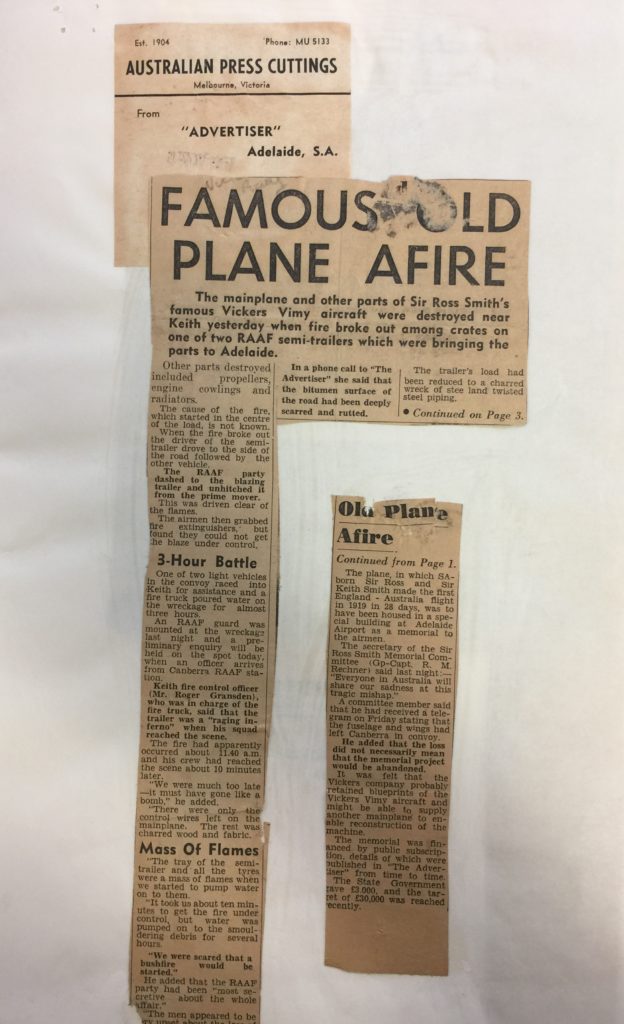 Est. 1904 'Phone: MU 5133
AUSTRALIAN PRESS CUTTINGS
Melbourne, Victoria
From
"ADVERTISER"
Adelaide, S.A.
FAMOUS OLD
PLANE AFIRE
The mainplane and other parts of Sir Ross Smith's
famous Vickers Vimy aircraft were destroyed near
Keith yesterday when fire broke out among crates on
one of two RAAF semi-trailers which were bringing the
parts to Adelaide.
Other parts destroyed
included propellers,
engine cowlings and
radiators.
The cause of the fire,
which started in the centre
of the load, is not known.
When the fire broke out
the driver of the semi-
trailer drove to the side of
the road followed by the
other vehicle.
The RAAF party
dashed to the blazing
trailer and unhitched it
from the prime mover.
This was driven clear of
the flames.
The airmen then grabbed
fire extinguishers, but
found they could not get
the blaze under control.
3-Hour Battle
One of two light vehicles
in the convoy raced into
Keith for assistance and a
fire truck poured water on
the wreckage for almost
three hours.
An RAAF guard was
mounted at the wreckage
last night and a pre-
liminary enquiry will be
held on the spot today,
when an officer arrives
from Canberra RAAF sta-
tion.
Keith fire control officer
(Mr. Roger Gransden),
who was in charge of the
fire truck, said that the
trailer was a "raging in-
ferno" when his squad
reached the scene.
The fire had apparently
occurred about 11.40 a.m.
and his crew had reached
the scene about 10 minutes
later.
"We were much too late
—it must have gone like a
bomb," he added.
"There were only the
control wires left on the
mainplane. The rest was
charred wood and fabric.
Mass Of Flames
"The tray of the semi-
trailer and all the tyres
were a mass of flames when
we started to pump water
on to them.
"It took us about ten min-
utes to get the fire under
control, but water was
pumped on to the smoul-
dering debris for several
hours.
"We were scared that a
bushfire would be
started."
He added that the RAAF
party had been "most se-
cretive about the whole
affair."
"The men appeared to be
In a phone call to "The
Advertiser" she said that
the bitumen surface of
the road had been deeply
scarred and rutted.
The trailer's load had
been reduced to a charred
wreck of stee land twisted
steel piping.
● Continued on Page 3.
Old Plane
Afire
Continued from Page 1.
The plane, in which SA-
born Sir Ross and Sir
Keith Smith made the first
England - Australia flight
in 1919 in 28 days, was to
have been housed in a spe-
cial building at Adelaide
Airport as a memorial to
the airmen.
The secretary of the Sir
Ross Smith Memorial Com-
mittee (Gp-Capt. R. M.
Rechner) said last night:—
"Everyone in Australia will
share our sadness at this
tragic mishap."
A committee member said
that he had received a tele-
gram on Friday stating that
the fuselage and wings had
left Canberra in convoy.
He added that the loss
did not necessarily mean
that the memorial project
would be abandoned.
It was felt that the
Vickers company probably
retained blueprints of the
Vickers Vimy aircraft and
might be able to supply
another mainplane to en-
able reconstruction of the
machine.
The memorial was fin-
anced by public subscrip-
tion, details of which were
published in "The Adver-
tiser" from time to time.
The State Government
gave £3,000, and the tar-
get of £30,000 was reached
recently.